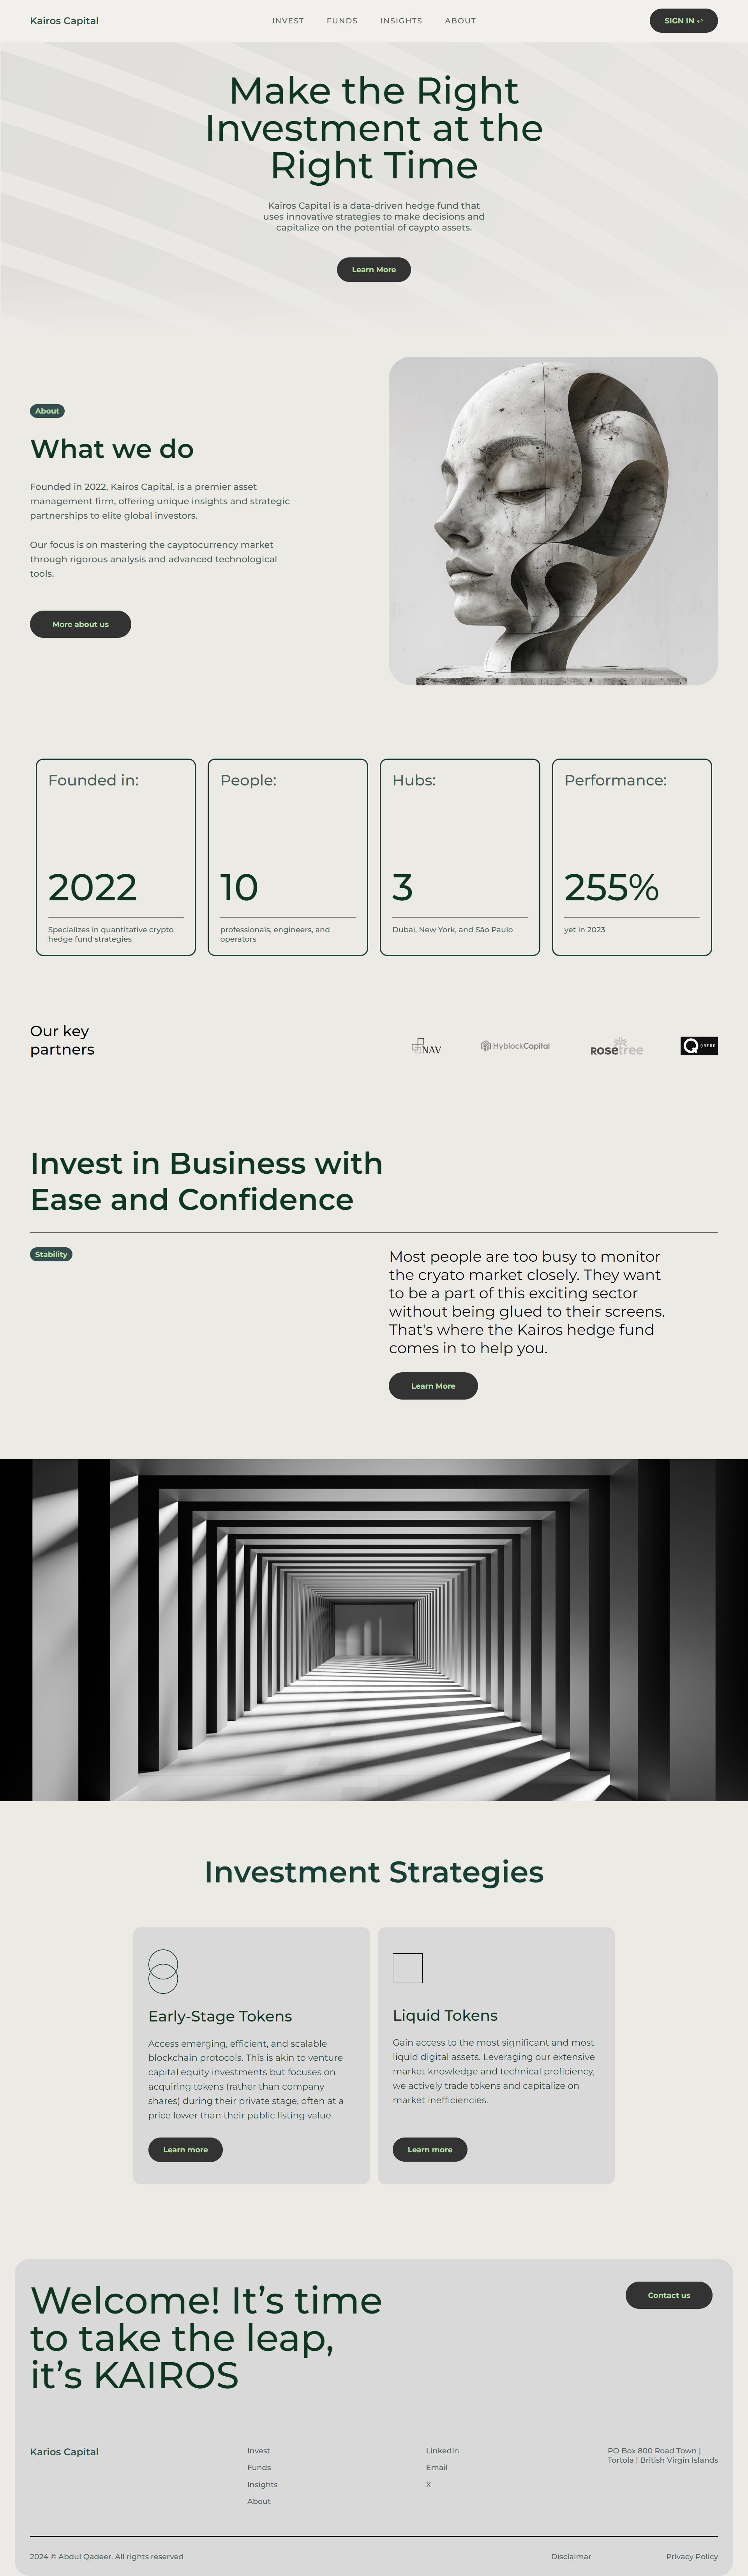 Kairos Capital
INVEST
FUNDS
INSIGHTS
ABOUT
SIGN IN
Make the Right
Investment at the
Right Time
Kairos Capital is a data-driven hedge fund that
uses innovative strategies to make decisions and
capitalize on the potential of caypto assets.
Learn More
About
What we do
Founded in 2022, Kairos Capital, is a premier asset
management firm, offering unique insights and strategic
partnerships to elite global investors.
Our focus is on mastering the cayptocurrency market
through rigorous analysis and advanced technological
tools.
More about us
Founded in:
2022
Specializes in quantitative crypto
hedge fund strategies
People:
10
professionals, engineers, and
operators
Hubs:
3
Dubai, New York, and São Paulo
Performance:
255%
yet in 2023
Our key
partners
NAV
HyblockCapital
Rosetree
QREDO
Invest in Business with
Ease and Confidence
Stability
Most people are too busy to monitor
the cryato market closely. They want
to be a part of this exciting sector
without being glued to their screens.
That's where the Kairos hedge fund
comes in to help you.
Learn More
Investment Strategies
Early-Stage Tokens
Access emerging, efficient, and scalable
blockchain protocols. This is akin to venture
capital equity investments but focuses on
acquiring tokens (rather than company
shares) during their private stage, often at a
price lower than their public listing value.
Learn more
Liquid Tokens
Gain access to the most significant and most
liquid digital assets. Leveraging our extensive
market knowledge and technical proficiency,
we actively trade tokens and capitalize on
market inefficiencies.
Learn more
Welcome! It’s time
to take the leap,
it’s KAIROS
Contact us
Karios Capital
Invest
Funds
Insights
About
LinkedIn
Email
X
PO Box 800 Road Town |
Tortola | British Virgin Islands
2024 © Abdul Qadeer. All rights reserved
Disclaimar
Privacy Policy